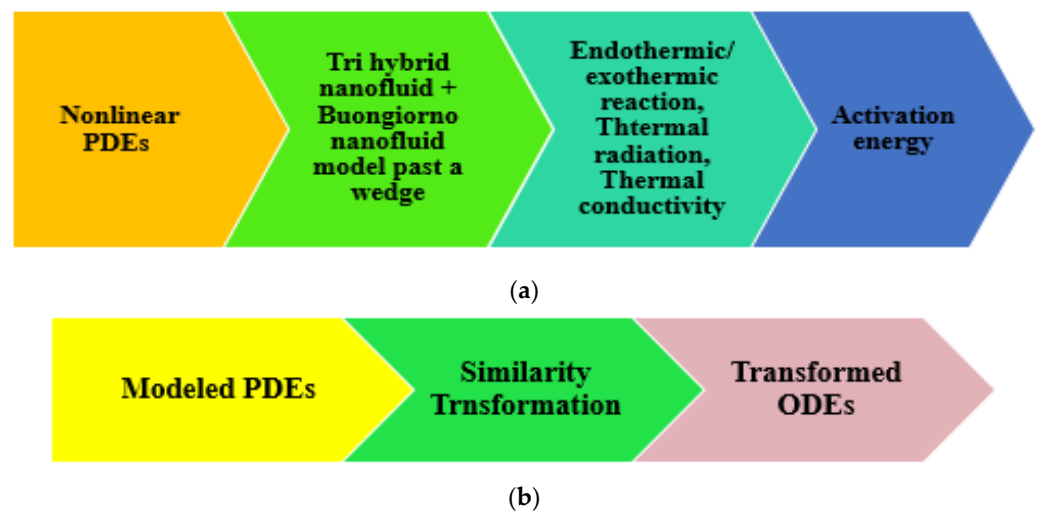 Nonlinear
PDEs
Tri hybrid
nanofluid +
Buongiorno
nanofluid
model past a
wedge
Endothermic/
exothermic
reaction,
Thtermal
radiation,
Thermal
conductivity
Activation
energy
(a)
Modeled PDEs
Similarity
Trnsformation
Transformed
ODEs
(b)